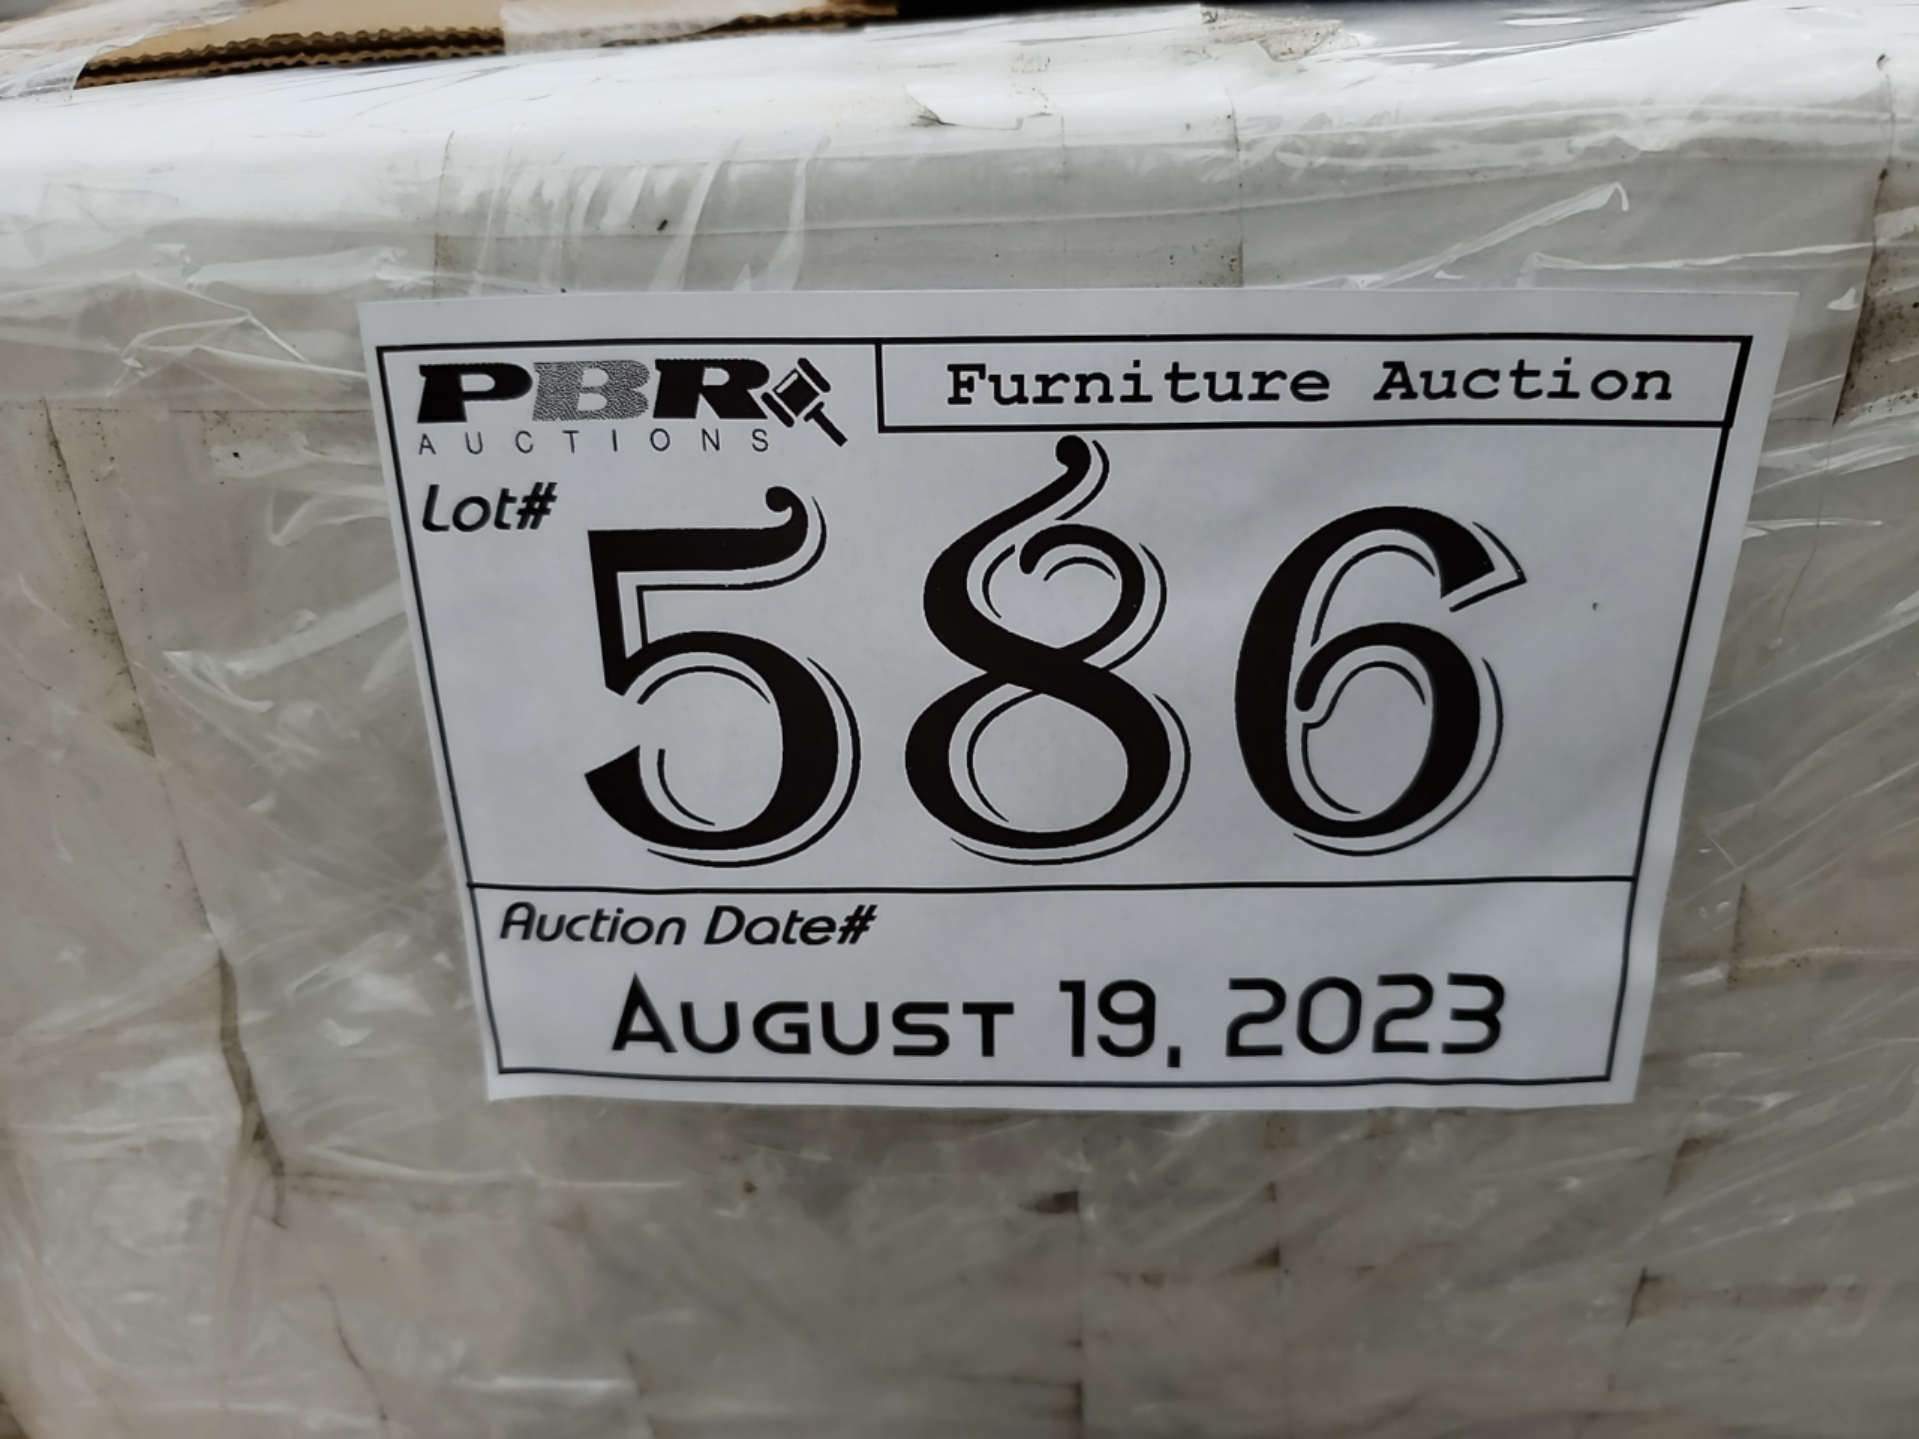 PBR
AUCTIONS
Furniture Auction
Lot#
586
Auction Date#
AUGUST 19, 2023